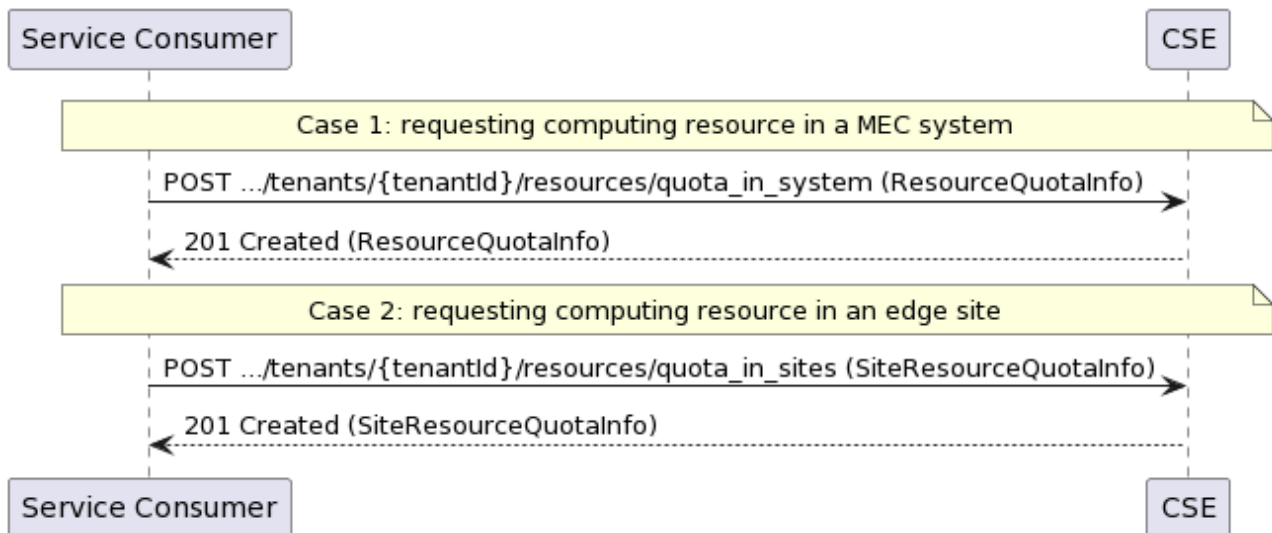 Service Consumer
CSE
Case 1: requesting computing resource in a MEC system
POST .../tenants/{tenantId}/resources/quota_in_system (ResourceQuotaInfo)
201 Created (ResourceQuotaInfo)
Case 2: requesting computing resource in an edge site
POST .../tenants/{tenantId}/resources/quota_in_sites (SiteResourceQuotaInfo)
201 Created (SiteResourceQuotaInfo)
Service Consumer
CSE